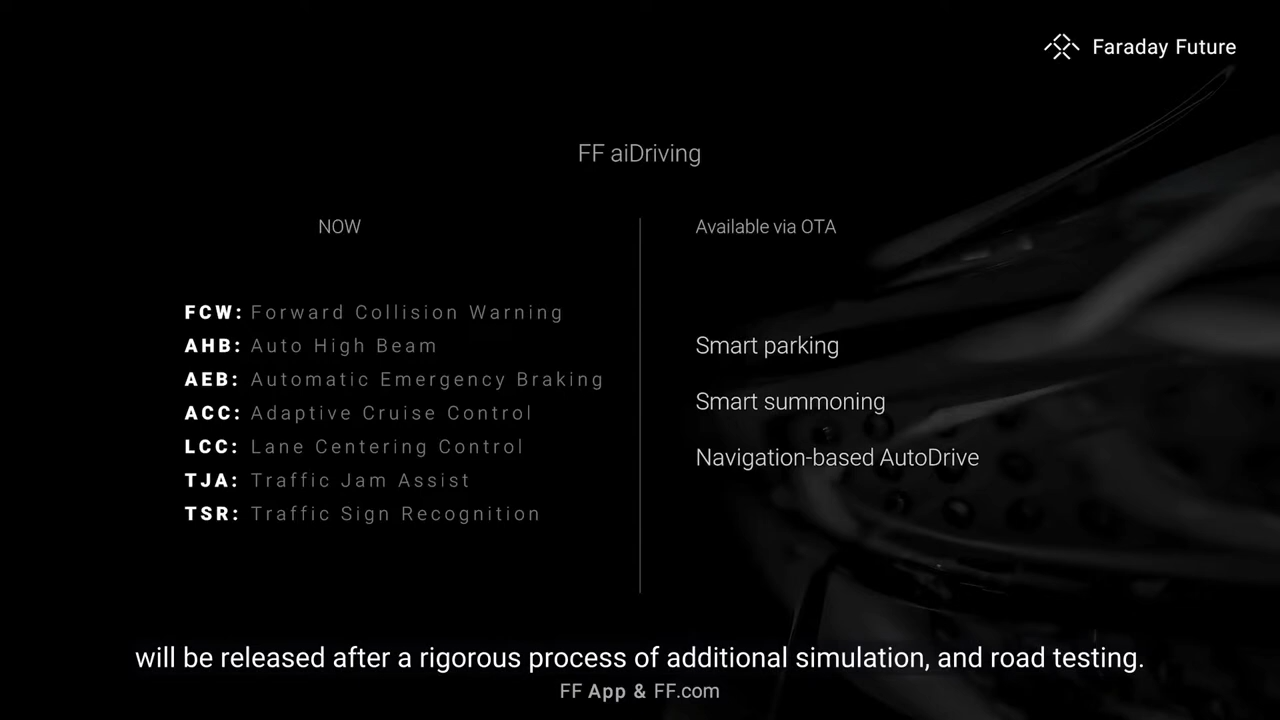 Faraday Future
FF aiDriving
NOW
FCW: Forward Collision Warning
AHB: Auto High Beam
AEB: Automatic Emergency Braking
ACC: Adaptive Cruise Control
LCC: Lane Centering Control
TJA: Traffic Jam Assist
TSR: Traffic Sign Recognition
Available via OTA
Smart parking
Smart summoning
Navigation-based AutoDrive
will be released after a rigorous process of additional simulation, and road testing.
FF App & FF.com